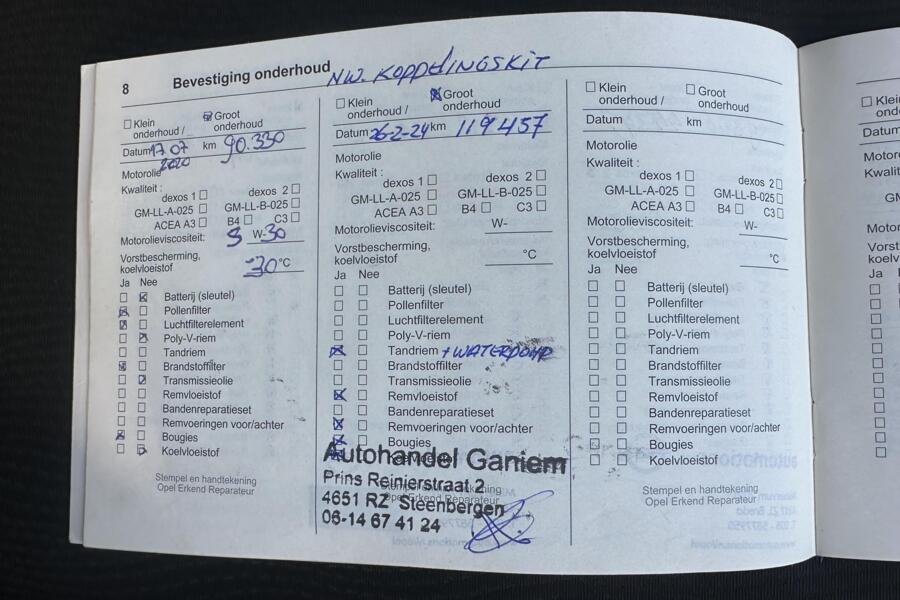 8 Bevestiging onderhoud NW. KOPPELINGSKIT
Klein onderhoud / Groot onderhoud
Datum 17 07 2020 km 90.330
Motorolie
Kwaliteit :
dexos 1 dexos 2
GM-LL-A-025 GM-LL-B-025
ACEA A3 B4 C3
Motorolieviscositeit: 5 W-30
Vorstbescherming,
koelvloeistof -30 °C
Ja Nee
Batterij (sleutel)
Pollenfilter
Luchtfilterelement
Poly-V-riem
Tandriem
Brandstoffilter
Transmissieolie
Remvloeistof
Bandenreparatieset
Remvoeringen voor/achter
Bougies
Koelvloeistof
Stempel en handtekening
Opel Erkend Reparateur
Klein onderhoud / Groot onderhoud
Datum 26-2-24 km 119457
Motorolie
Kwaliteit :
dexos 1 dexos 2
GM-LL-A-025 GM-LL-B-025
ACEA A3 B4 C3
Motorolieviscositeit: W-
Vorstbescherming,
koelvloeistof °C
Ja Nee
Batterij (sleutel)
Pollenfilter
Luchtfilterelement
Poly-V-riem
Tandriem + WATERPOMP
Brandstoffilter
Transmissieolie
Remvloeistof
Bandenreparatieset
Remvoeringen voor/achter
Bougies
Autohandel Ganiem
Prins Reinierstraat 2
4651 RZ Steenbergen
Opel Erkend Reparateur
06-14 67 41 24
Klein onderhoud / Groot onderhoud
Datum km
Motorolie
Kwaliteit :
dexos 1 dexos 2
GM-LL-A-025 GM-LL-B-025
ACEA A3 B4 C3
Motorolieviscositeit: W-
Vorstbescherming,
koelvloeistof °C
Ja Nee
Batterij (sleutel)
Pollenfilter
Luchtfilterelement
Poly-V-riem
Tandriem
Brandstoffilter
Transmissieolie
Remvloeistof
Bandenreparatieset
Remvoeringen voor/achter
Bougies
Koelvloeistof
Stempel en handtekening
Opel Erkend Reparateur
Klein
onderh
Datum
Motor
Kwalit
Ja